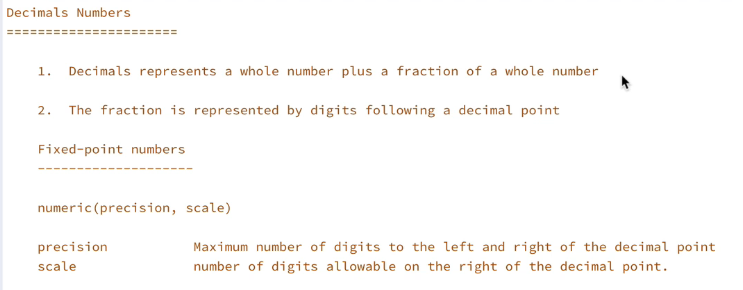 Decimals Numbers
======================
1. Decimals represents a whole number plus a fraction of a whole number
2. The fraction is represented by digits following a decimal point
Fixed-point numbers
--------------------
numeric(precision, scale)
precision Maximum number of digits to the left and right of the decimal point
scale number of digits allowable on the right of the decimal point.